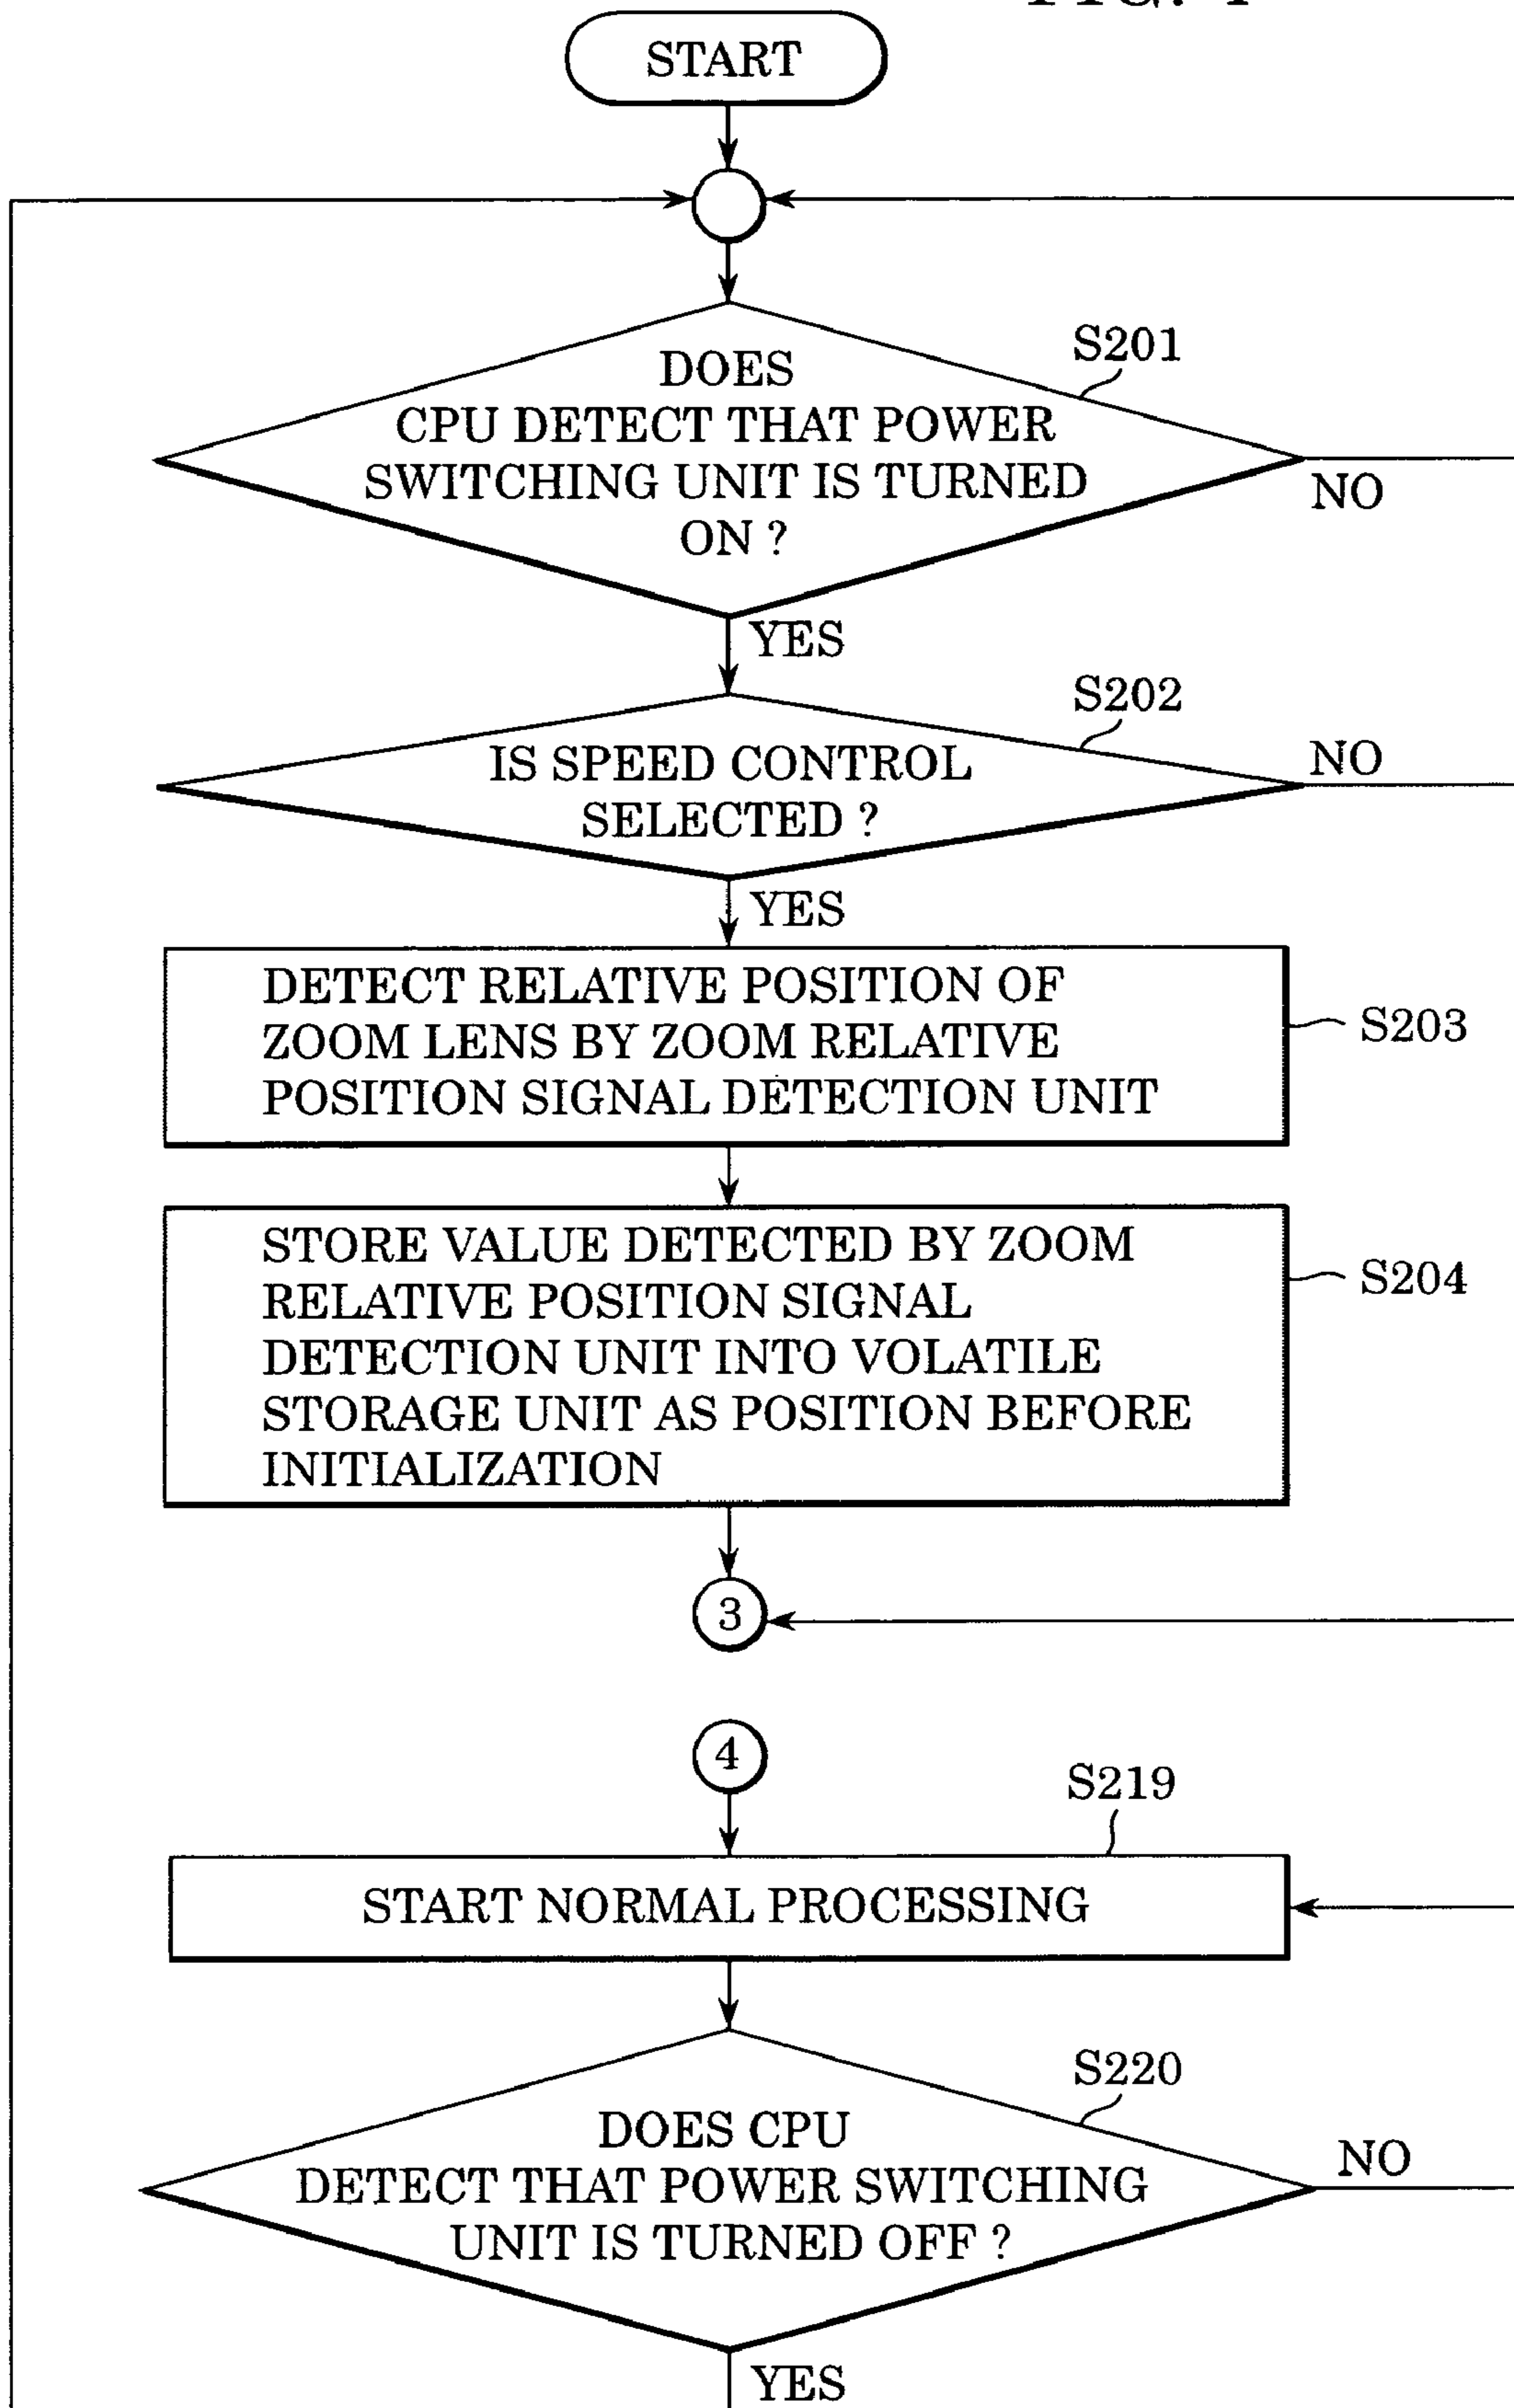 START
S201
DOES
CPU DETECT THAT POWER
SWITCHING UNIT IS TURNED
ON ?
NO
YES
S202
IS SPEED CONTROL
SELECTED ?
NO
YES
DETECT RELATIVE POSITION OF
ZOOM LENS BY ZOOM RELATIVE
POSITION SIGNAL DETECTION UNIT
S203
STORE VALUE DETECTED BY ZOOM
RELATIVE POSITION SIGNAL
DETECTION UNIT INTO VOLATILE
STORAGE UNIT AS POSITION BEFORE
INITIALIZATION
S204
3
4
S219
START NORMAL PROCESSING
S220
DOES CPU
DETECT THAT POWER SWITCHING
UNIT IS TURNED OFF ?
NO
YES